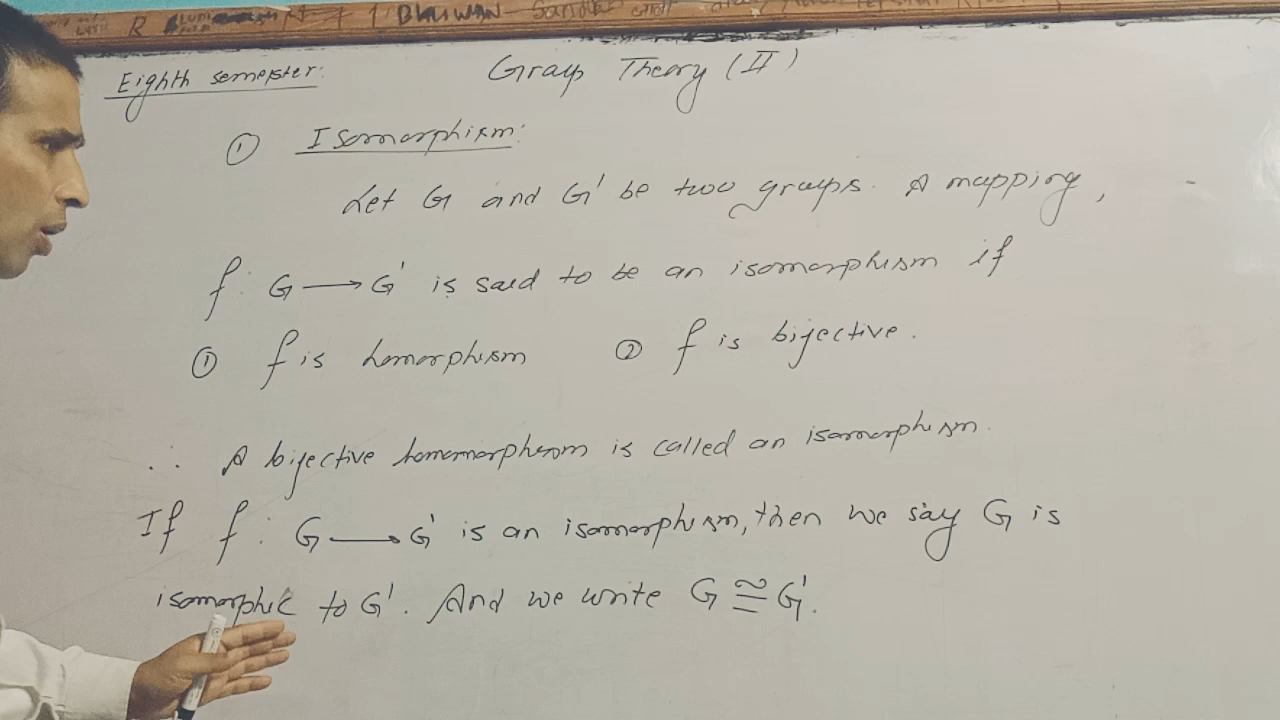 R BHUWAN
Eighth semester: Group Theory (II)
① Isomorphism:
Let G and G' be two groups. A mapping,
f: G → G' is said to be an isomorphism if
① f is homorphism ② f is bijective.
∴ A bijective homomorphism is called an isomorphism.
If f: G → G' is an isomorphism, then we say G is
isomorphic to G'. And we write G ≅ G'.